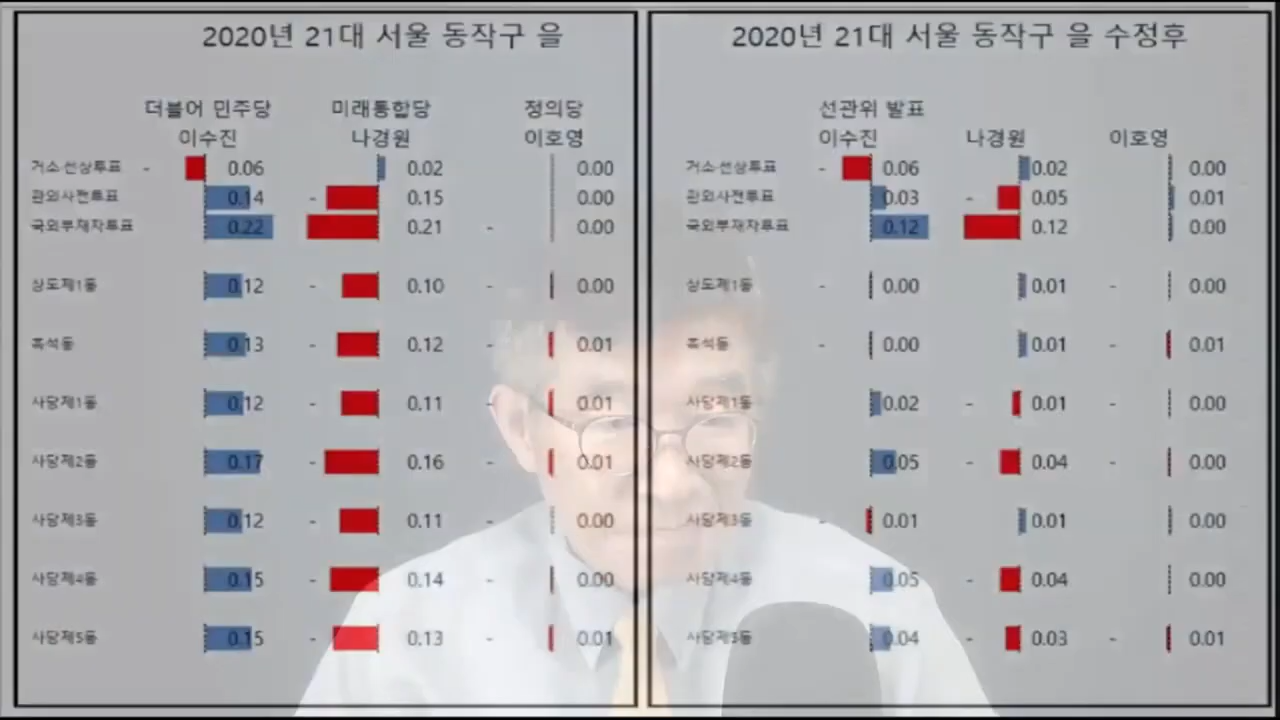 2020년 21대 서울 동작구 을
더불어 민주당 미래통합당 정의당
이수진 나경원 이호영
거소·선상투표 - 0.06 0.02 0.00
관외사전투표 0.14 - 0.15 0.00
국외부재자투표 0.22 - 0.21 - 0.00
상도제1동 0.12 - 0.10 - 0.00
흑석동 0.13 - 0.12 - 0.01
사당제1동 0.12 - 0.11 - 0.01
사당제2동 0.17 - 0.16 - 0.01
사당제3동 0.12 - 0.11 - 0.00
사당제4동 0.15 - 0.14 - 0.00
사당제5동 0.15 - 0.13 - 0.01
2020년 21대 서울 동작구 을 수정후
선관위 발표
이수진 나경원 이호영
거소·선상투표 - 0.06 0.02 0.00
관외사전투표 0.03 - 0.05 0.01
국외부재자투표 0.12 - 0.12 0.00
상도제1동 - 0.00 0.01 - 0.00
흑석동 - 0.00 0.01 - 0.01
사당제1동 0.02 - 0.01 - 0.00
사당제2동 0.05 - 0.04 - 0.00
사당제3동 - 0.01 0.01 - 0.00
사당제4동 0.05 - 0.04 - 0.00
사당제5동 0.04 - 0.03 - 0.01